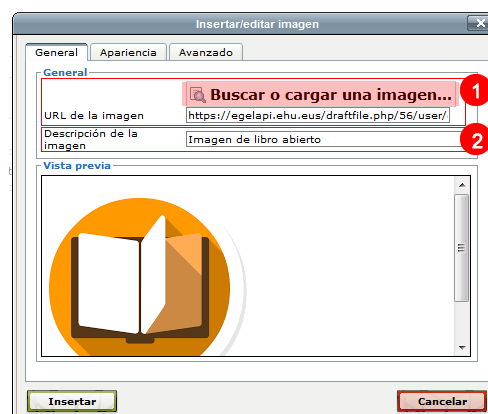 Insertar/editar imagen
General Apariencia Avanzado
General
Buscar o cargar una imagen... 1
URL de la imagen https://egelapi.ehu.eus/draftfile.php/56/user/
Descripción de la
imagen Imagen de libro abierto 2
Vista previa
Insertar Cancelar